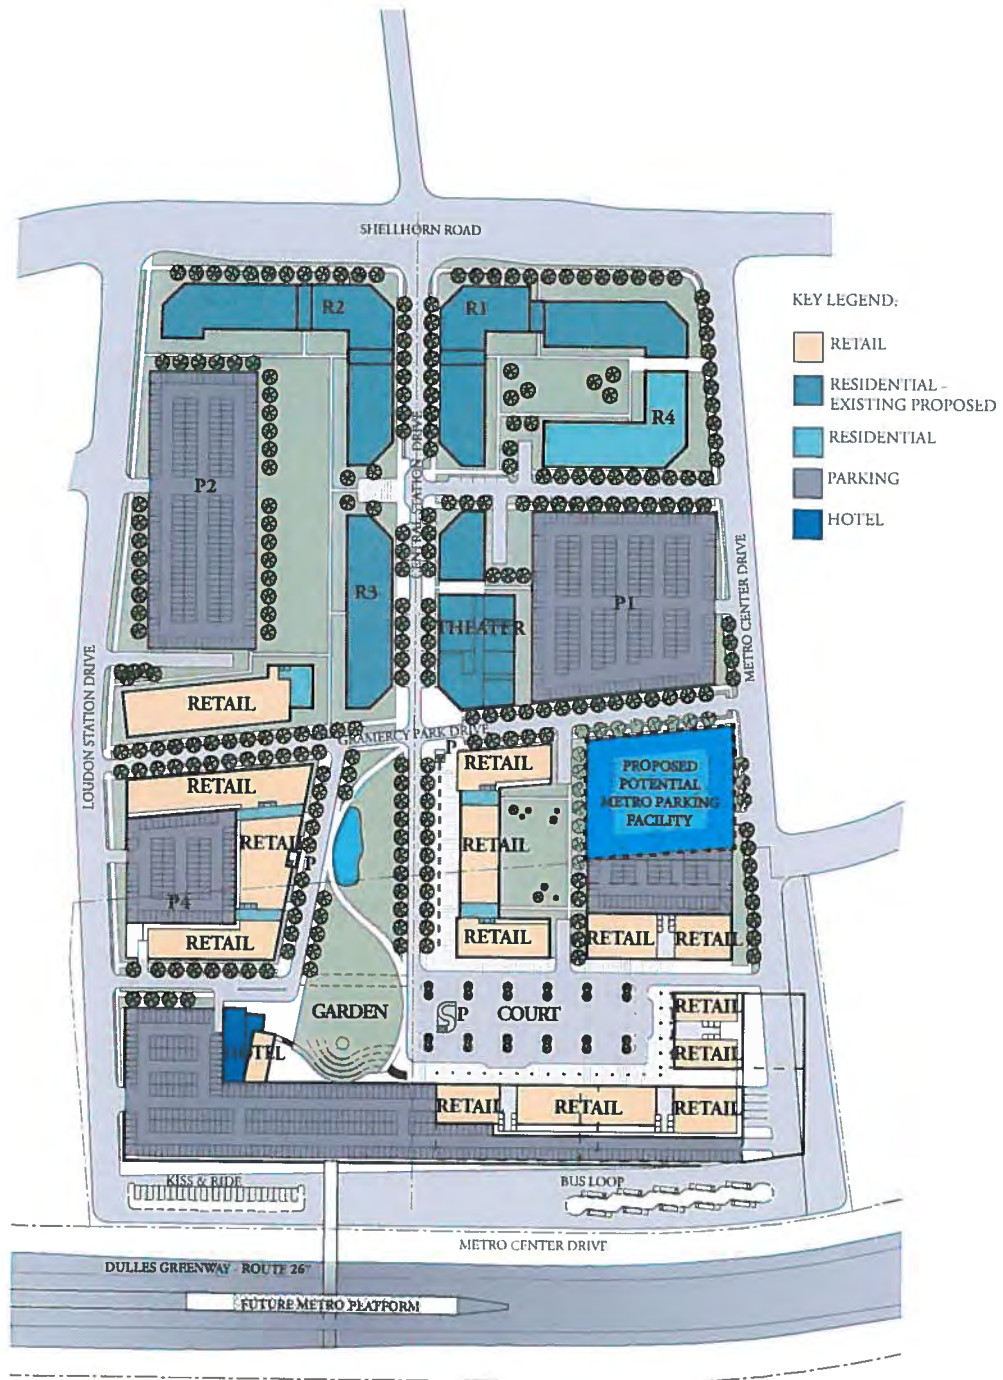 SHELLHORN ROAD
KEY LEGEND:
RETAIL
RESIDENTIAL -
EXISTING PROPOSED
RESIDENTIAL
PARKING
HOTEL
R2
R1
R4
P2
CENTRAL STATION DRIVE
R3
THEATER
P1
METRO CENTER DRIVE
LOUDON STATION DRIVE
RETAIL
GRAMERCY PARK DRIVE
P
RETAIL
RETAIL
PROPOSED
POTENTIAL
METRO PARKING
FACILITY
RETAIL
P
RETAIL
P4
RETAIL
RETAIL
RETAIL
RETAIL
GARDEN
P
COURT
RETAIL
HOTEL
RETAIL
RETAIL
RETAIL
RETAIL
KISS & RIDE
BUS LOOP
METRO CENTER DRIVE
DULLES GREENWAY - ROUTE 26
FUTURE METRO PLATFORM